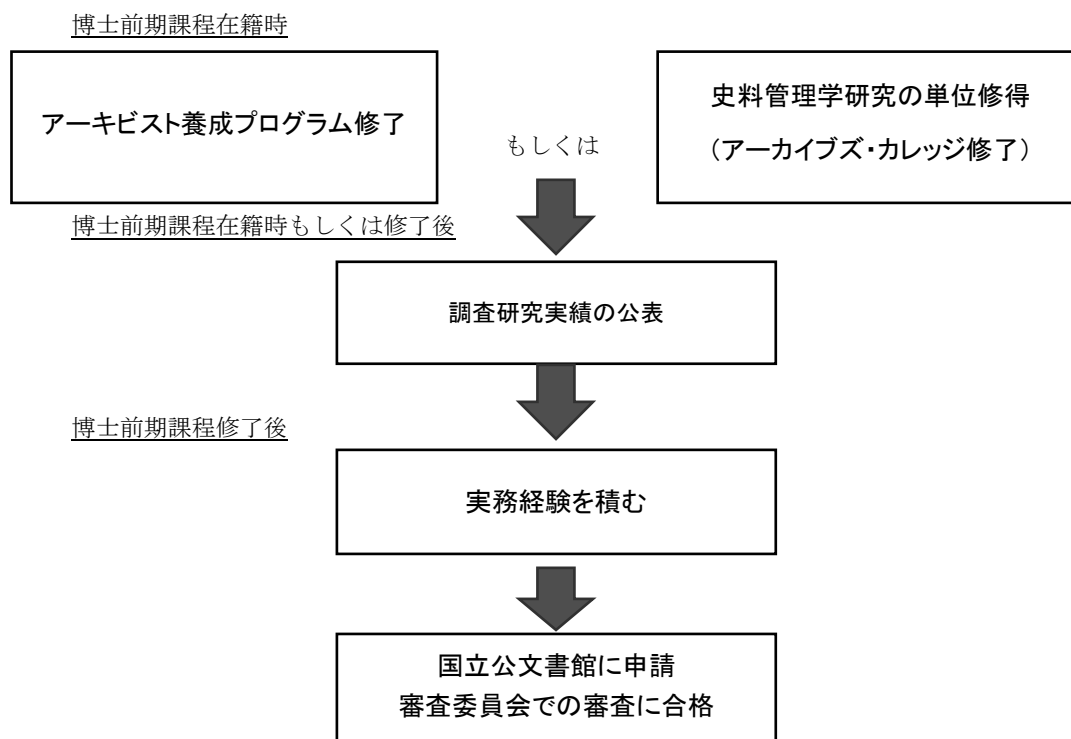 博士前期課程在籍時
アーキビスト養成プログラム修了
史料管理学研究の単位修得
（アーカイブズ・カレッジ修了）
もしくは
博士前期課程在籍時もしくは修了後
調査研究実績の公表
博士前期課程修了後
実務経験を積む
国立公文書館に申請
審査委員会での審査に合格